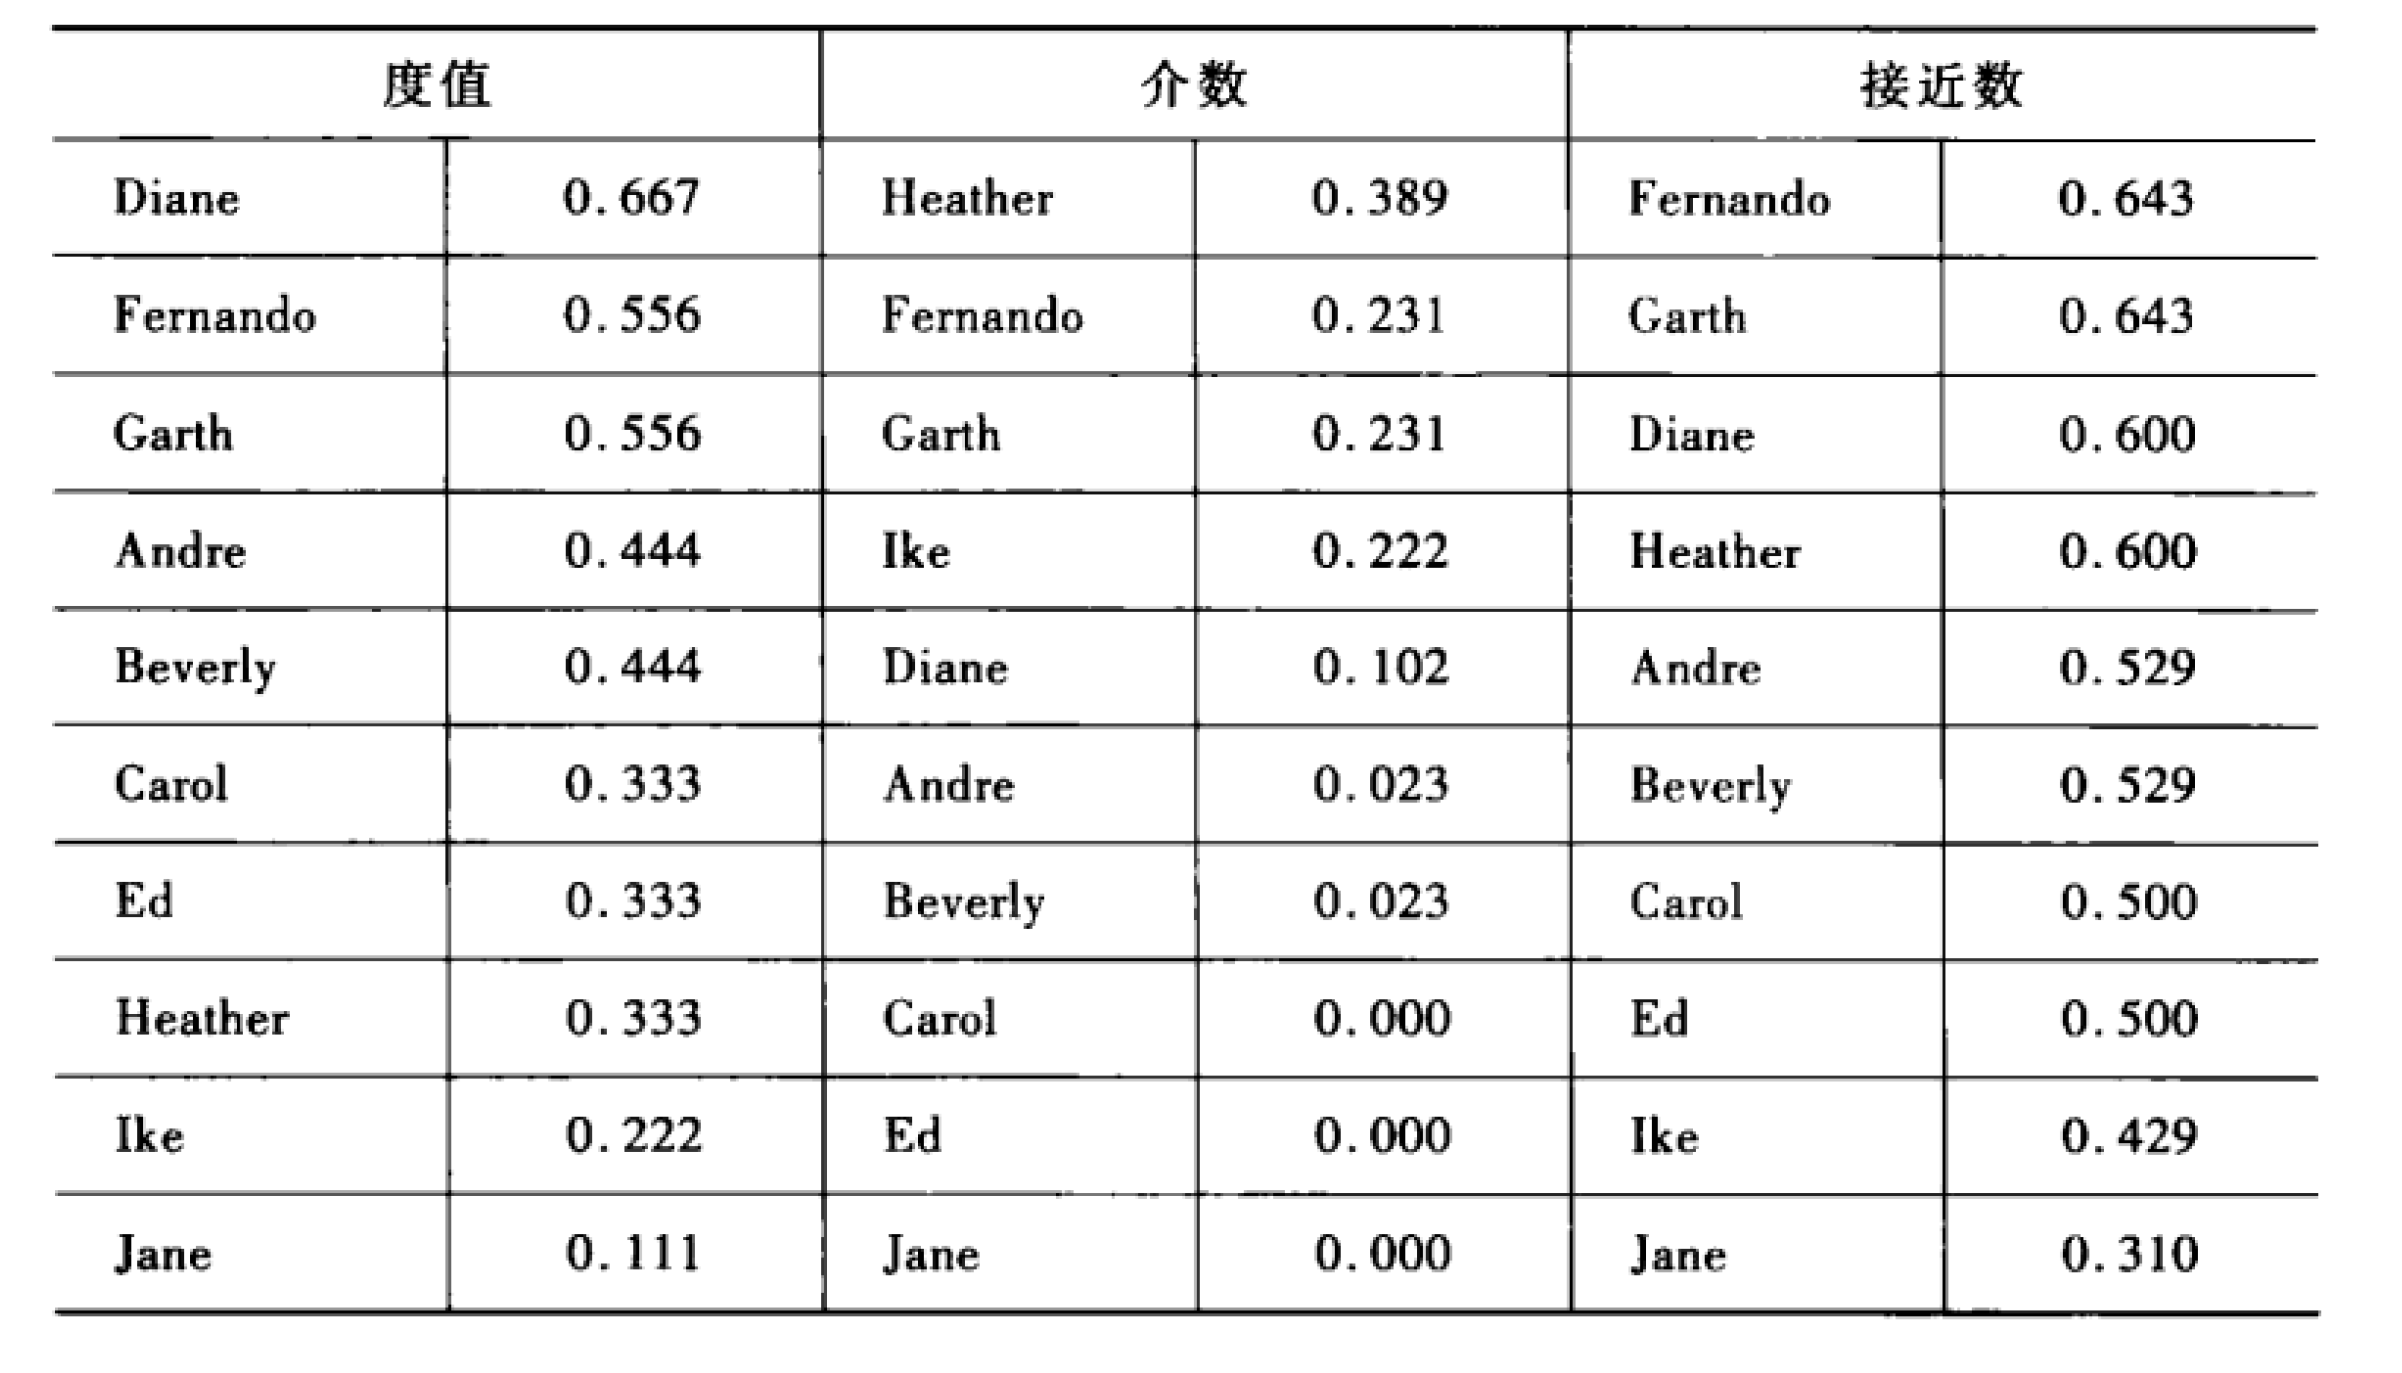 度值 介数 接近数
Diane 0.667 Heather 0.389 Fernando 0.643
Fernando 0.556 Fernando 0.231 Garth 0.643
Garth 0.556 Garth 0.231 Diane 0.600
Andre 0.444 Ike 0.222 Heather 0.600
Beverly 0.444 Diane 0.102 Andre 0.529
Carol 0.333 Andre 0.023 Beverly 0.529
Ed 0.333 Beverly 0.023 Carol 0.500
Heather 0.333 Carol 0.000 Ed 0.500
Ike 0.222 Ed 0.000 Ike 0.429
Jane 0.111 Jane 0.000 Jane 0.310